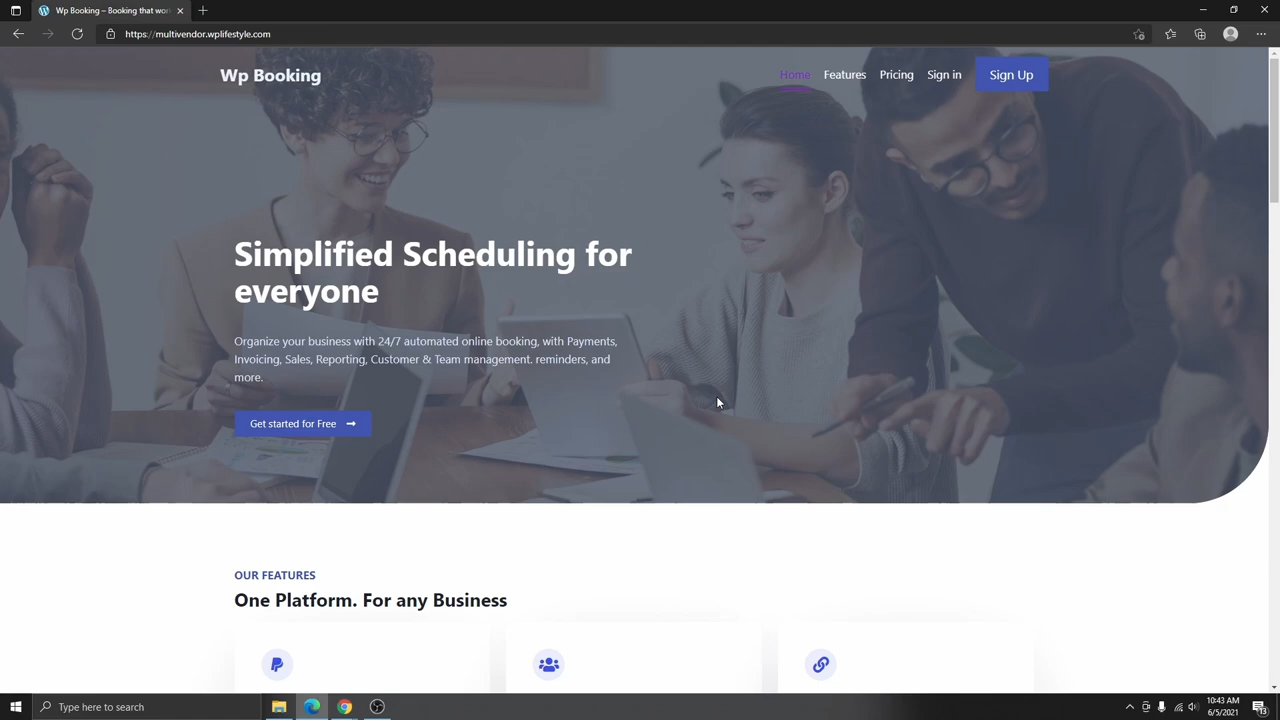 Wp Booking – Booking that wor
https://multivendor.wplifestyle.com
Wp Booking
Home
Features
Pricing
Sign in
Sign Up
Simplified Scheduling for
everyone
Organize your business with 24/7 automated online booking, with Payments,
Invoicing, Sales, Reporting, Customer & Team management. reminders, and
more.
Get started for Free
OUR FEATURES
One Platform. For any Business
Type here to search
10:43 AM
6/5/2021